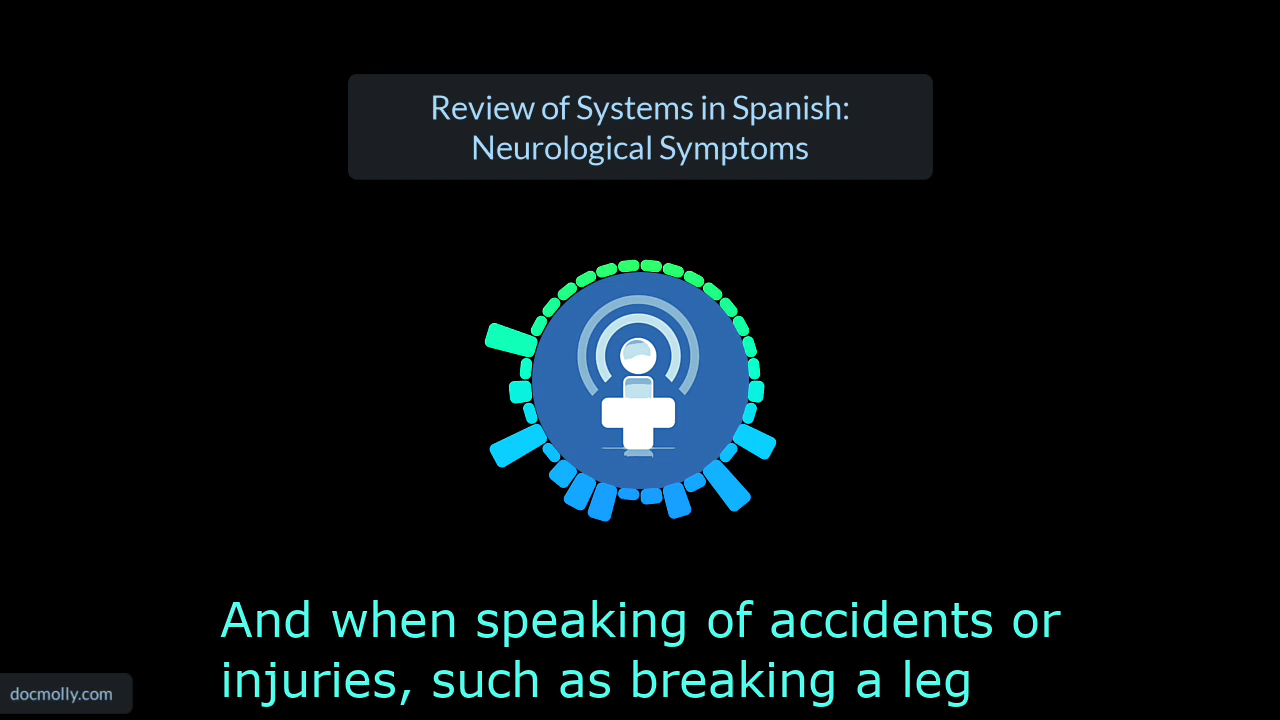 Review of Systems in Spanish:
Neurological Symptoms
And when speaking of accidents or
injuries, such as breaking a leg
docmolly.com